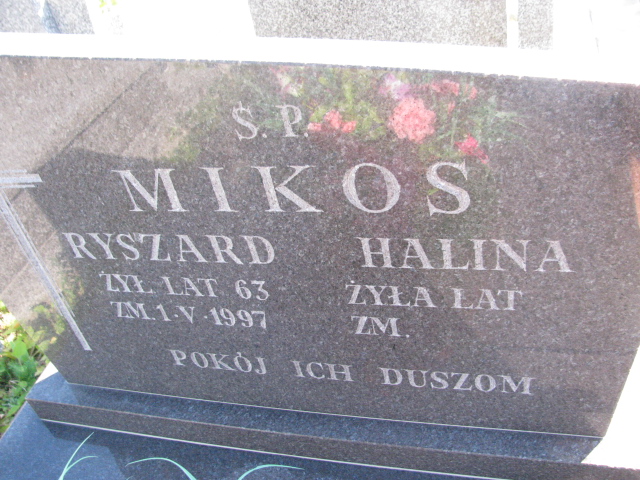 Ś.P.
MIKOS
RYSZARD HALINA
ŻYŁ LAT 63 ŻYŁA LAT
ZM. 1·V·1997 ZM.
POKÓJ ICH DUSZOM